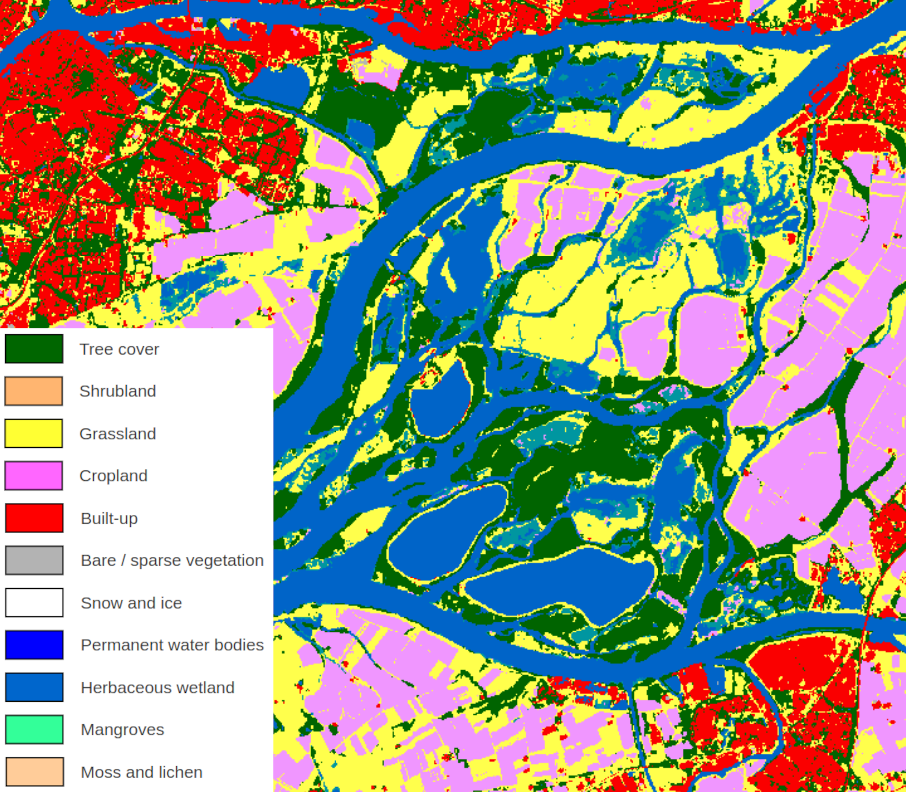 Tree cover
Shrubland
Grassland
Cropland
Built-up
Bare / sparse vegetation
Snow and ice
Permanent water bodies
Herbaceous wetland
Mangroves
Moss and lichen